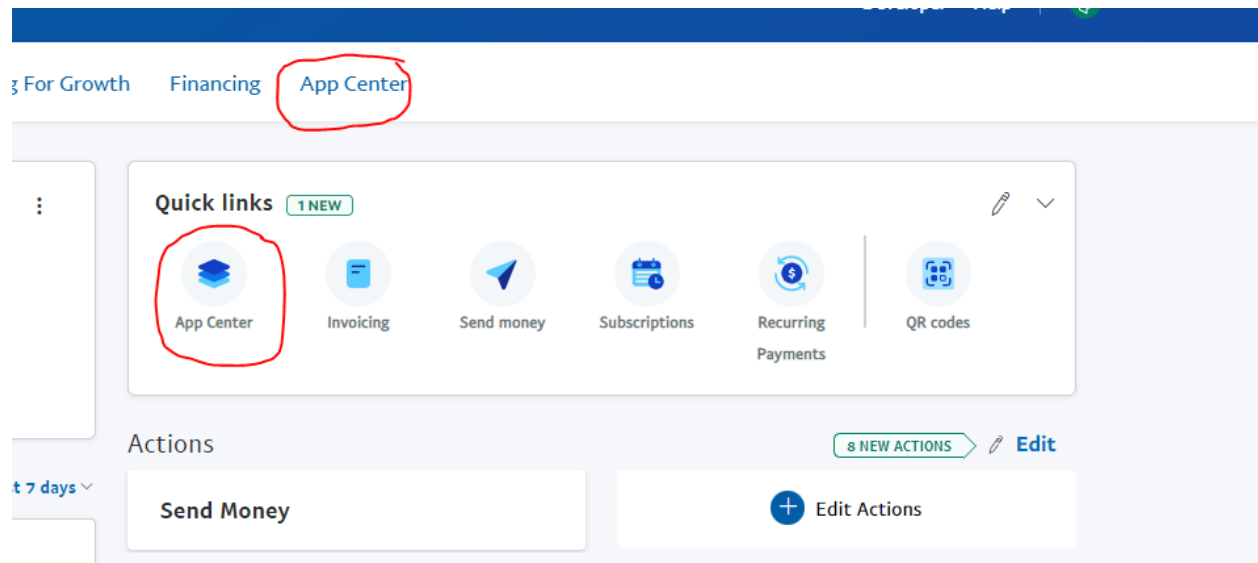 For Growth Financing App Center
Quick links 1 NEW
App Center Invoicing Send money Subscriptions Recurring Payments QR codes
Actions 8 NEW ACTIONS Edit
7 days
Send Money Edit Actions